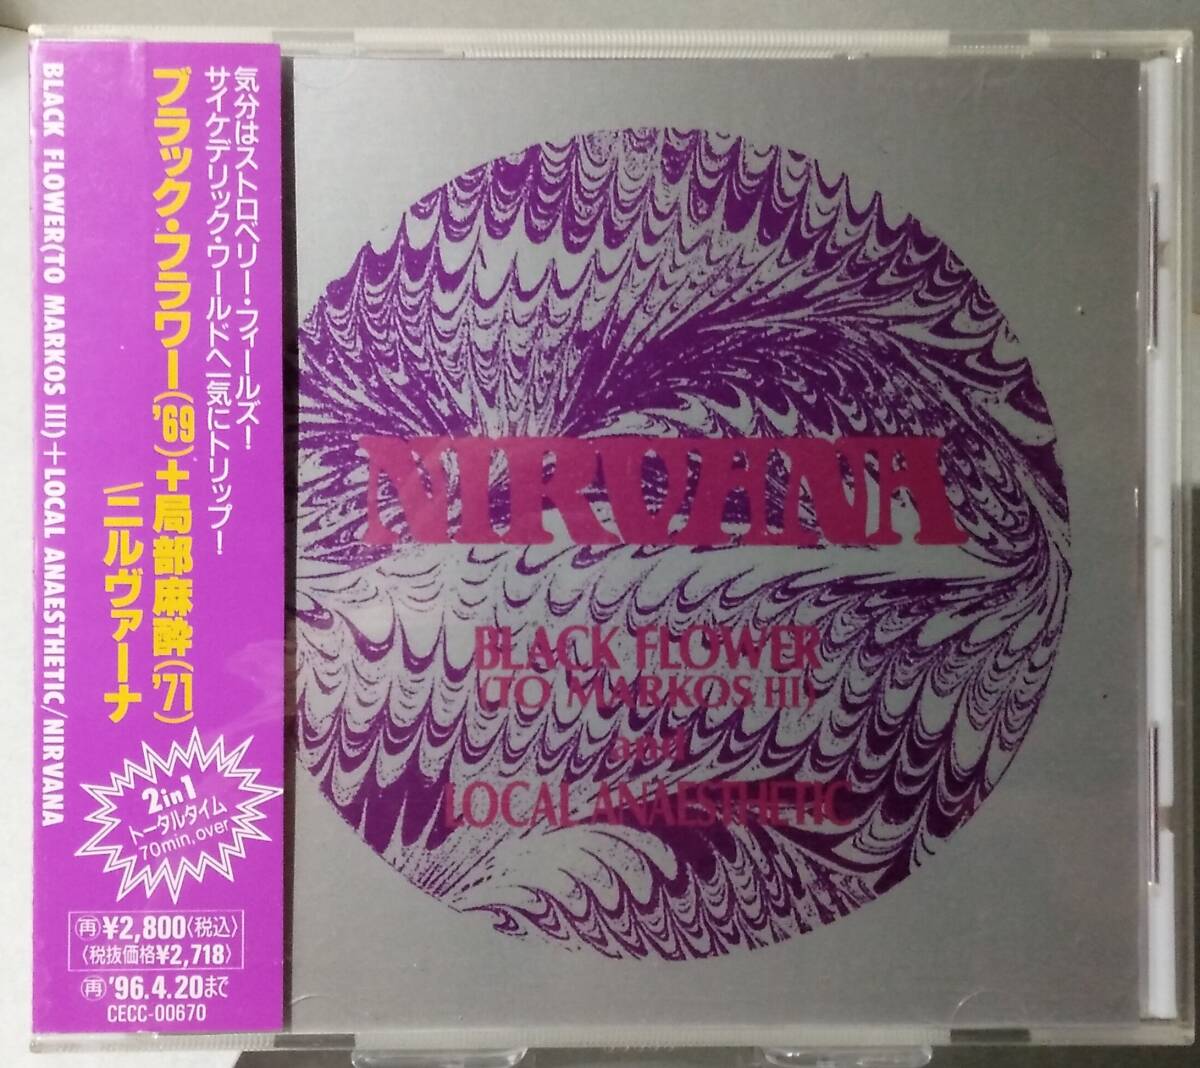 気分はストロベリー・フィールズ!
サイケデリック・ワールドへ一気にトリップ!
ブラック・フラワー('69)+局部麻酔('71)
/ニルヴァーナ
BLACK FLOWER(TO MARKOS III)+LOCAL ANAESTHETIC/NIRVANA
2in1
トータルタイム
70min.over
再¥2,800〈税込〉
〈税抜価格¥2,718〉
再'96.4.20まで
CECC-00670
NIRVANA
BLACK FLOWER
(TO MARKOS III)
and
LOCAL ANAESTHETIC